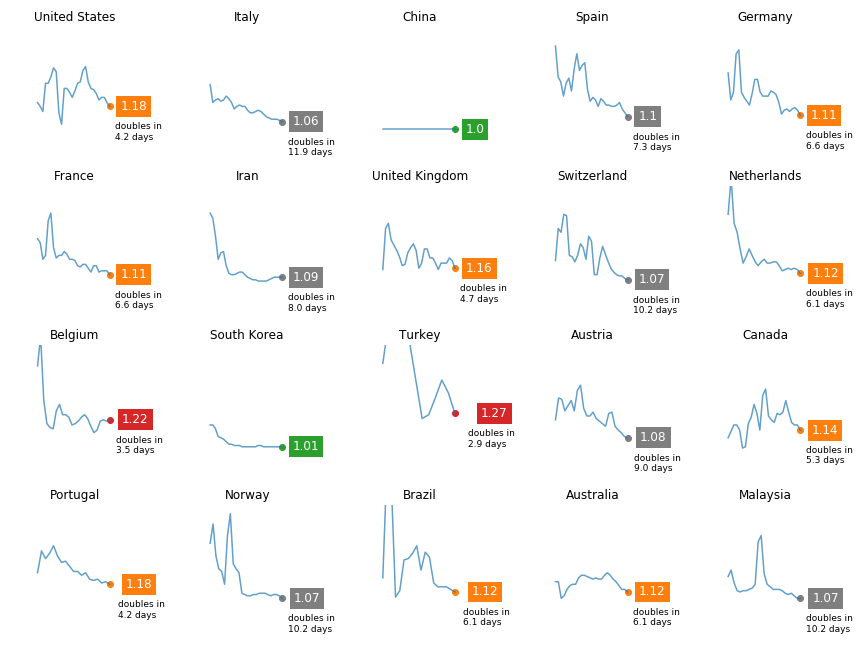 United States
Italy
China
Spain
Germany
1.18
doubles in
4.2 days
1.06
doubles in
11.9 days
1.0
1.1
doubles in
7.3 days
1.11
doubles in
6.6 days
France
Iran
United Kingdom
Switzerland
Netherlands
1.11
doubles in
6.6 days
1.09
doubles in
8.0 days
1.16
doubles in
4.7 days
1.07
doubles in
10.2 days
1.12
doubles in
6.1 days
Belgium
South Korea
Turkey
Austria
Canada
1.22
doubles in
3.5 days
1.01
1.27
doubles in
2.9 days
1.08
doubles in
9.0 days
1.14
doubles in
5.3 days
Portugal
Norway
Brazil
Australia
Malaysia
1.18
doubles in
4.2 days
1.07
doubles in
10.2 days
1.12
doubles in
6.1 days
1.12
doubles in
6.1 days
1.07
doubles in
10.2 days